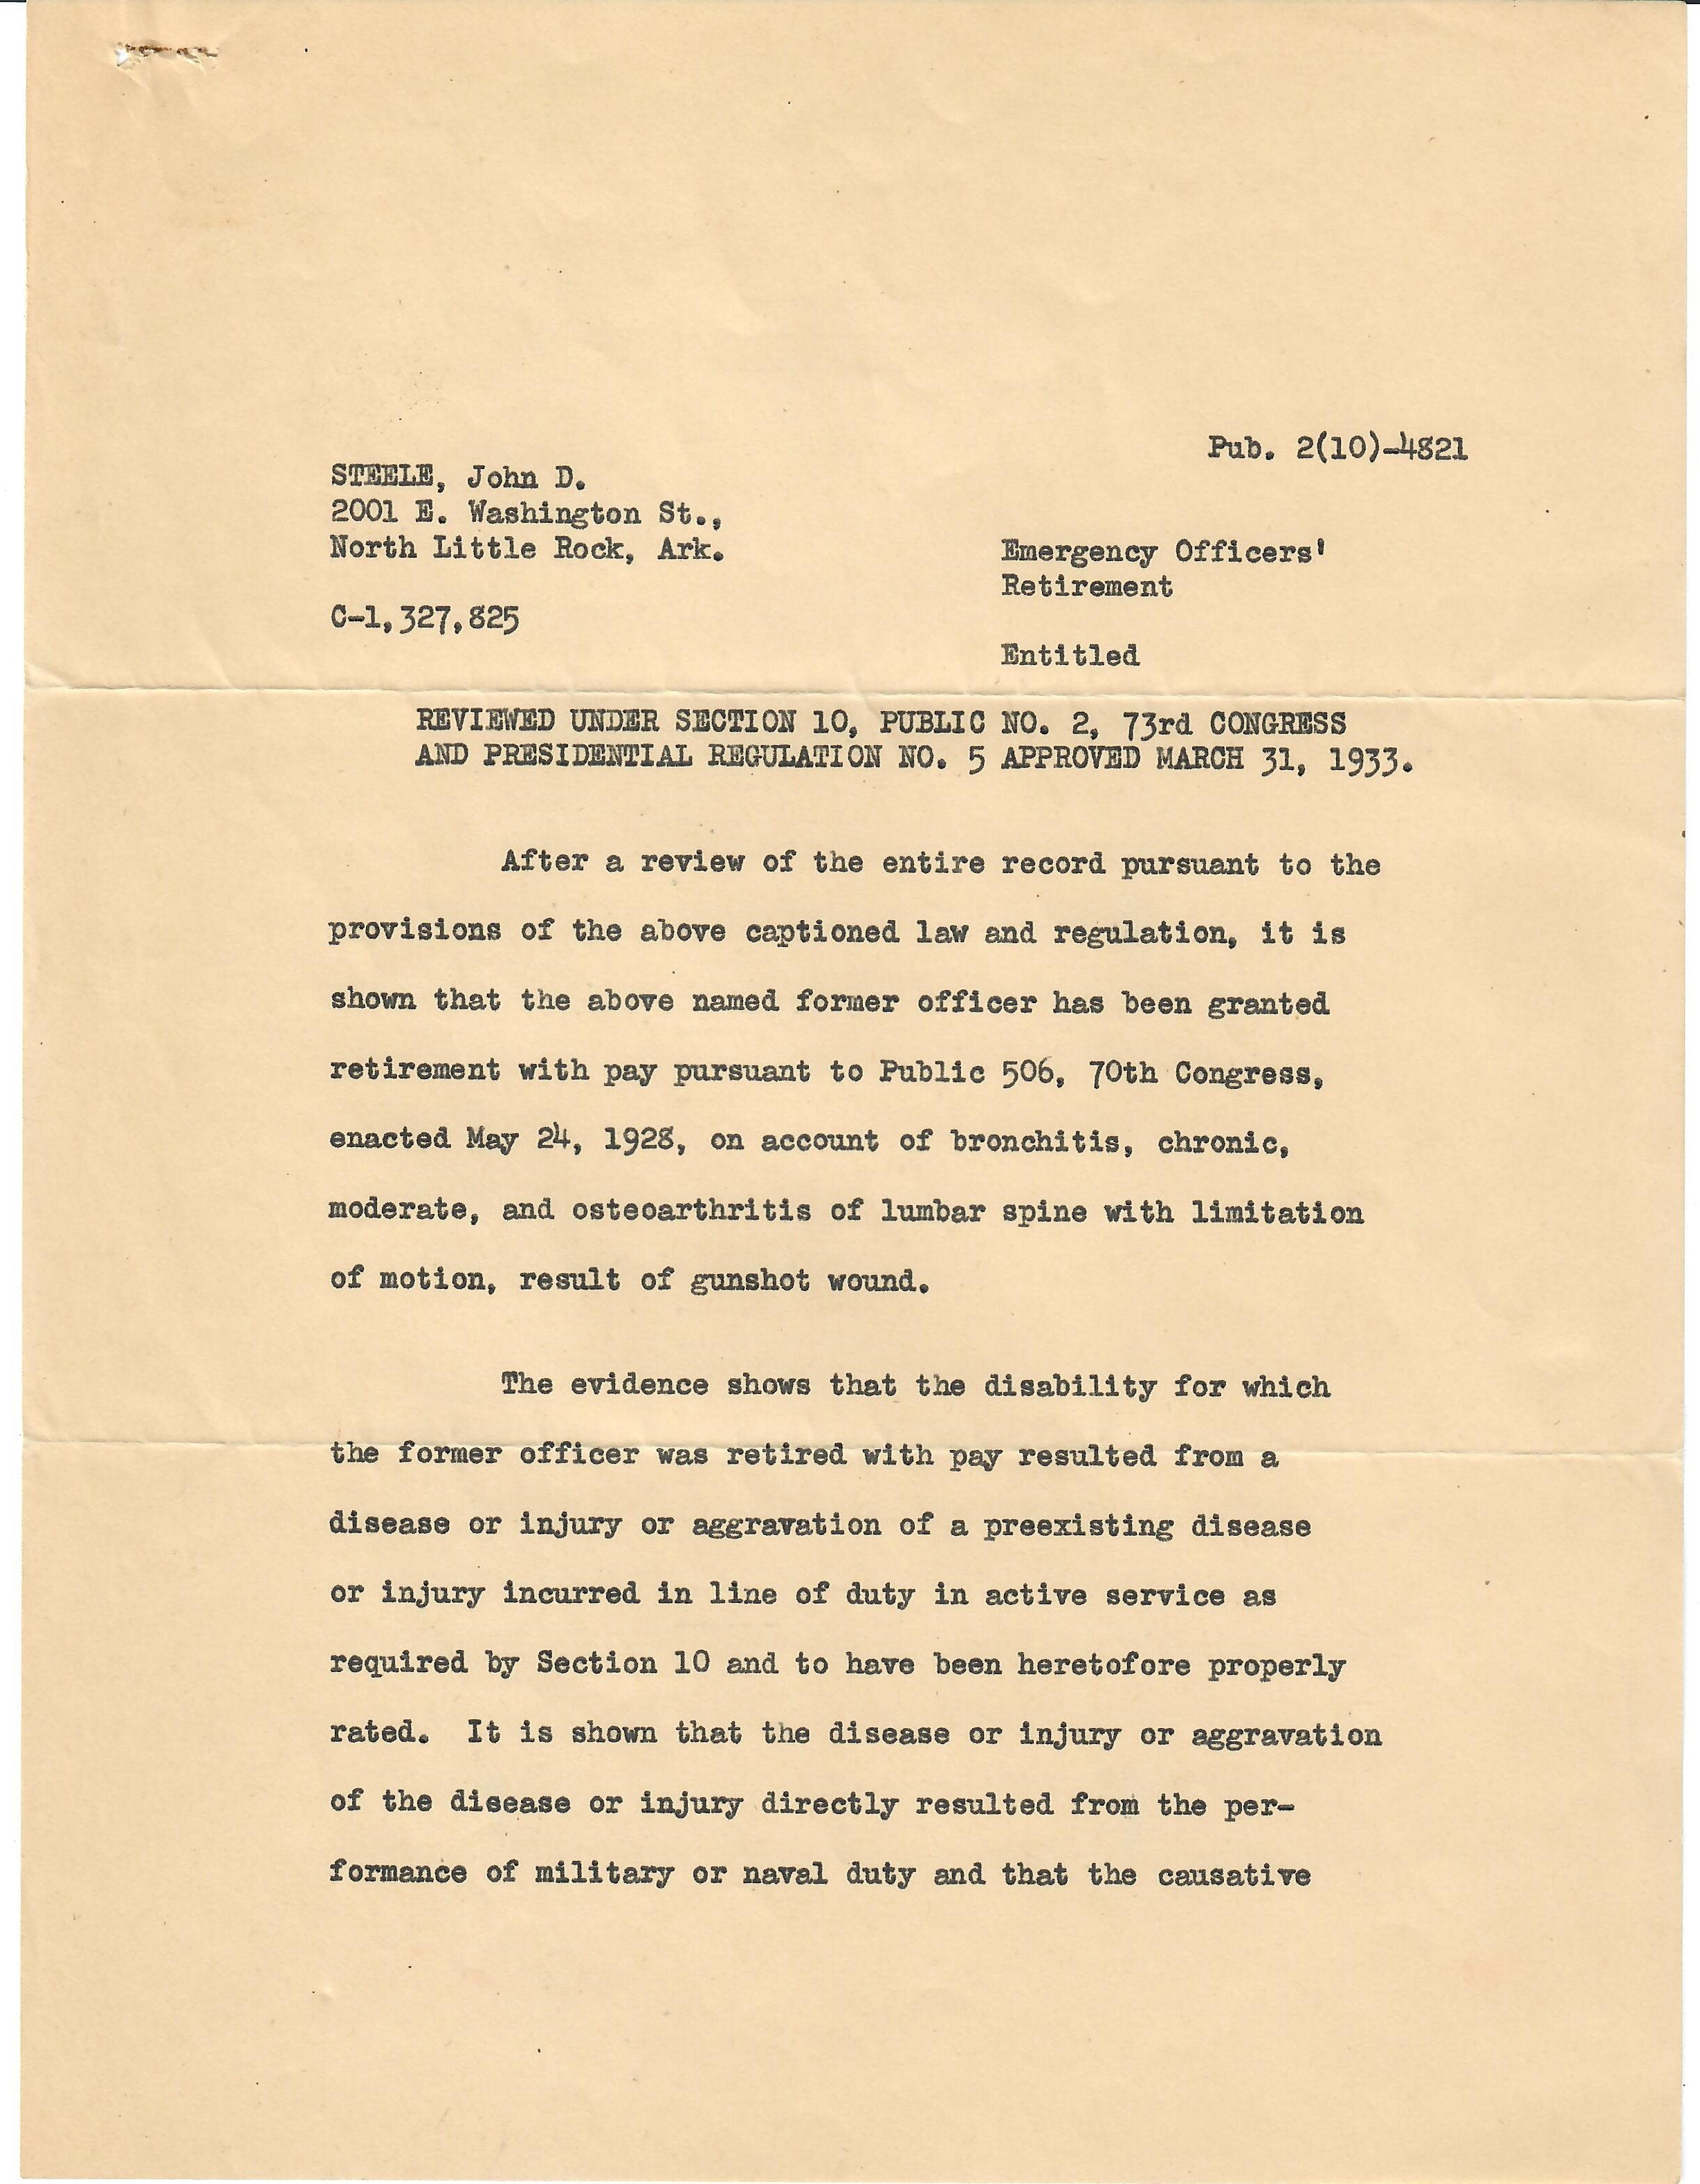 Pub. 2(10)-4821
STEELE, John D.
2001 E. Washington St.,
North Little Rock, Ark.
Emergency Officers'
Retirement
C-1,327,825
Entitled
REVIEWED UNDER SECTION 10, PUBLIC NO. 2, 73rd CONGRESS
AND PRESIDENTIAL REGULATION NO. 5 APPROVED MARCH 31, 1933.
After a review of the entire record pursuant to the
provisions of the above captioned law and regulation, it is
shown that the above named former officer has been granted
retirement with pay pursuant to Public 506, 70th Congress,
enacted May 24, 1928, on account of bronchitis, chronic,
moderate, and osteoarthritis of lumbar spine with limitation
of motion, result of gunshot wound.
The evidence shows that the disability for which
the former officer was retired with pay resulted from a
disease or injury or aggravation of a preexisting disease
or injury incurred in line of duty in active service as
required by Section 10 and to have been heretofore properly
rated. It is shown that the disease or injury or aggravation
of the disease or injury directly resulted from the per-
formance of military or naval duty and that the causative